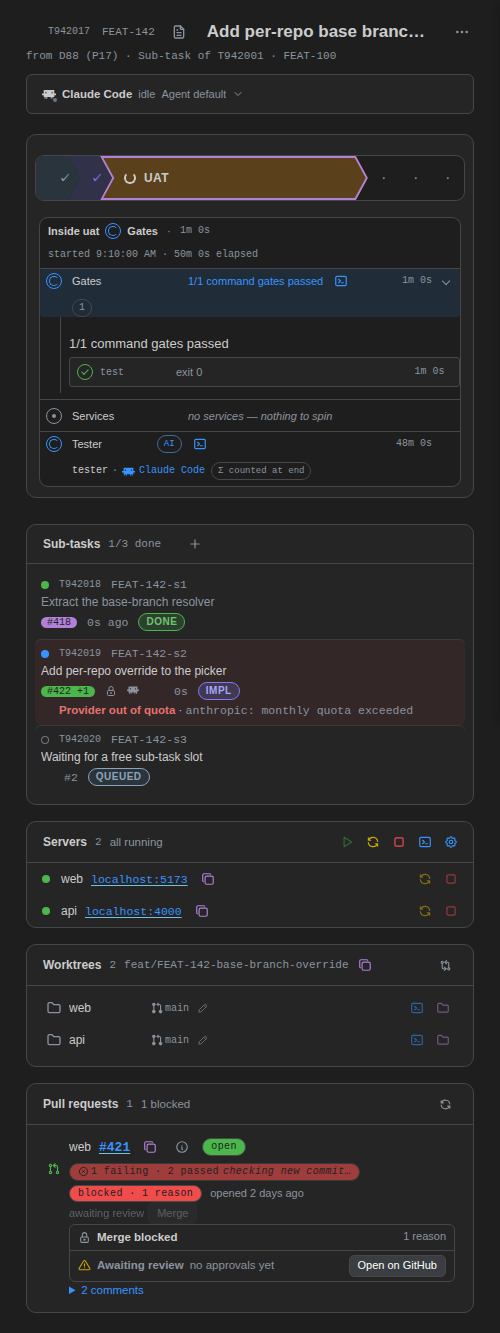 T942017 FEAT-142 Add per-repo base branc…
from D88 (P17) · Sub-task of T942001 · FEAT-100
Claude Code idle Agent default
UAT
Inside uat Gates · 1m 0s
started 9:10:00 AM · 50m 0s elapsed
Gates 1/1 command gates passed 1m 0s
1
1/1 command gates passed
test exit 0 1m 0s
Services no services — nothing to spin
Tester AI 48m 0s
tester · Claude Code Σ counted at end
Sub-tasks 1/3 done
T942018 FEAT-142-s1
Extract the base-branch resolver
#418 0s ago DONE
T942019 FEAT-142-s2
Add per-repo override to the picker
#422 +1 0s IMPL
Provider out of quota · anthropic: monthly quota exceeded
T942020 FEAT-142-s3
Waiting for a free sub-task slot
#2 QUEUED
Servers 2 all running
web localhost:5173
api localhost:4000
Worktrees 2 feat/FEAT-142-base-branch-override
web main
api main
Pull requests 1 1 blocked
web #421 open
1 failing · 2 passed checking new commit…
blocked · 1 reason opened 2 days ago
awaiting review Merge
Merge blocked 1 reason
Awaiting review no approvals yet Open on GitHub
2 comments